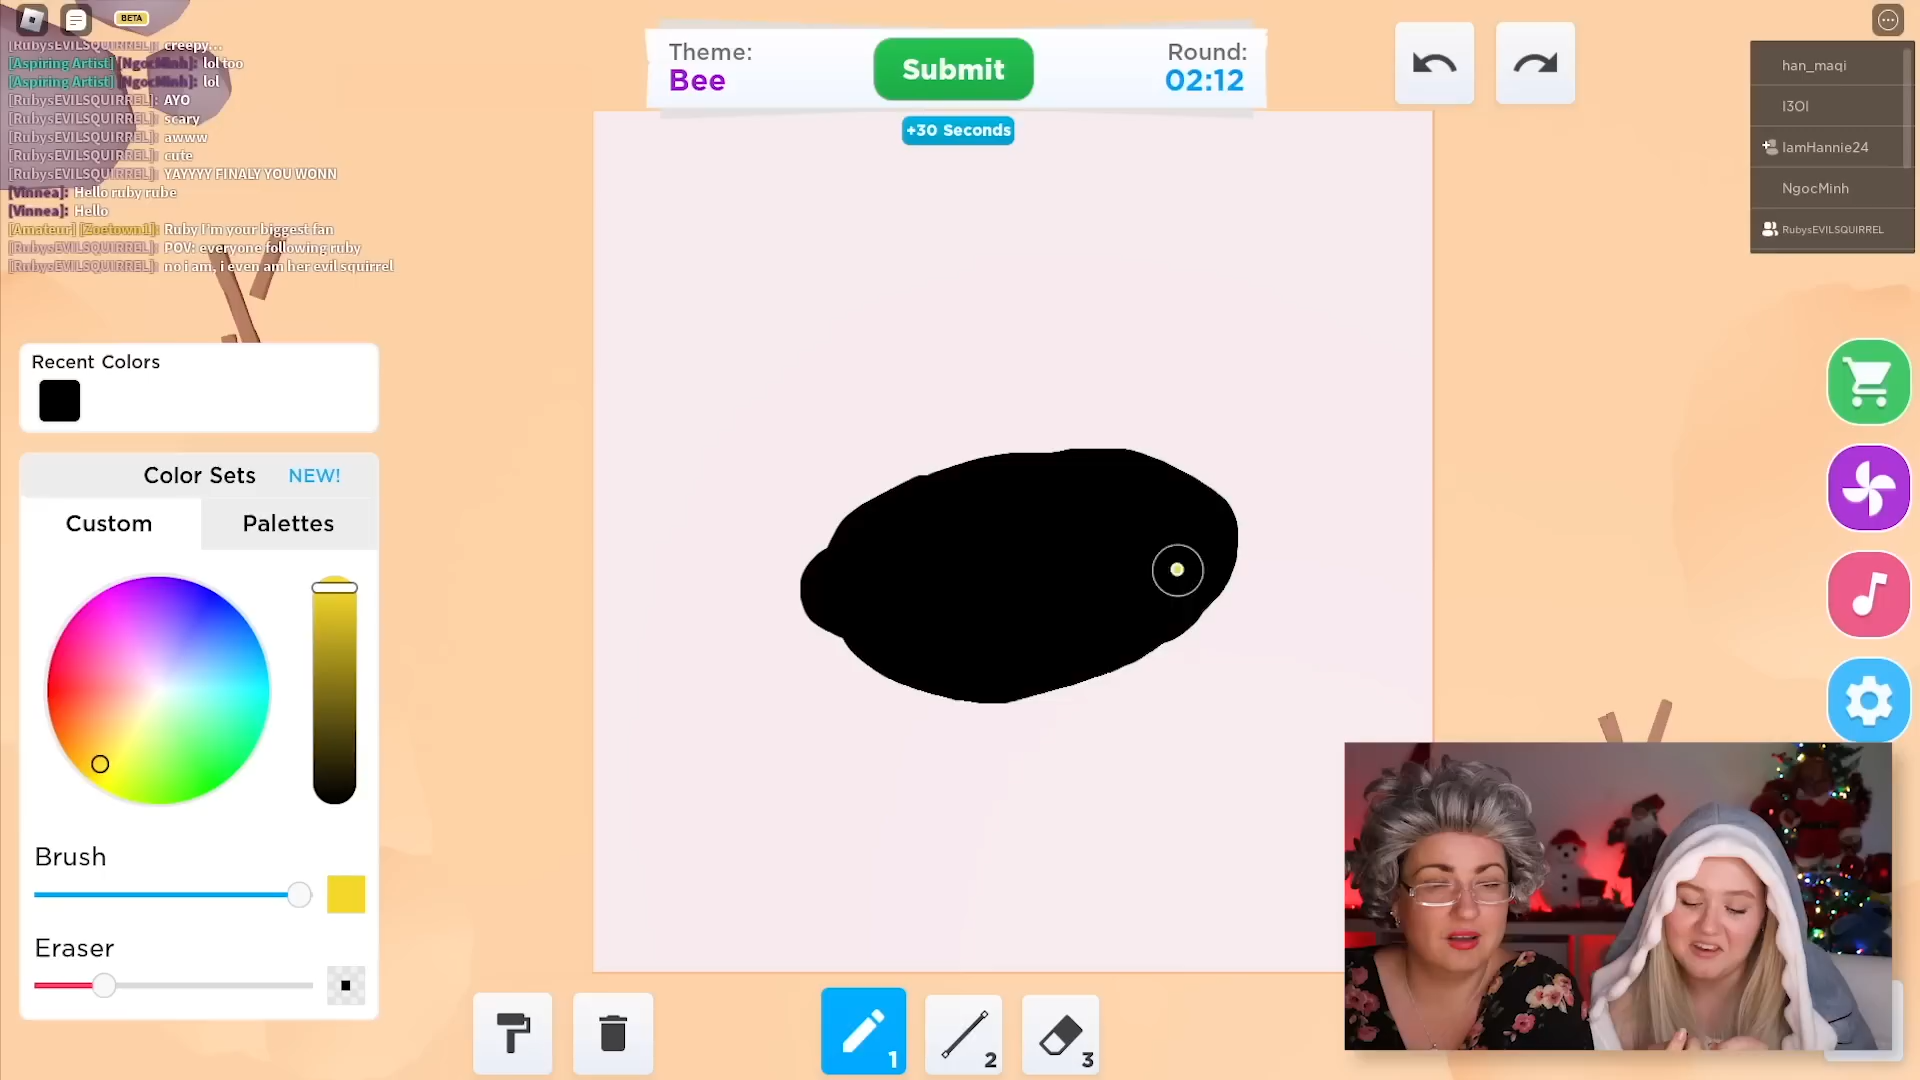 BETA
[RubysEVILSQUIRREL]: creepy...
[Aspiring Artist] [NgocMinh]: lol too
[Aspiring Artist] [NgocMinh]: lol
[RubysEVILSQUIRREL]: AYO
[RubysEVILSQUIRREL]: scary
[RubysEVILSQUIRREL]: awww
[RubysEVILSQUIRREL]: cute
[RubysEVILSQUIRREL]: YAYYYY FINALY YOU WONN
[Vinnea]: Hello ruby rube
[Vinnea]: Hello
[Amateur] [Zoetown1]: Ruby I'm your biggest fan
[RubysEVILSQUIRREL]: POV: everyone following ruby
[RubysEVILSQUIRREL]: no i am, i even am her evil squirrel
Theme:
Bee
Submit
Round:
02:12
+30 Seconds
han_maqi
IamHannie24
NgocMinh
RubysEVILSQUIRREL
Recent Colors
Color Sets NEW!
Custom
Palettes
Brush
Eraser
1
2
3